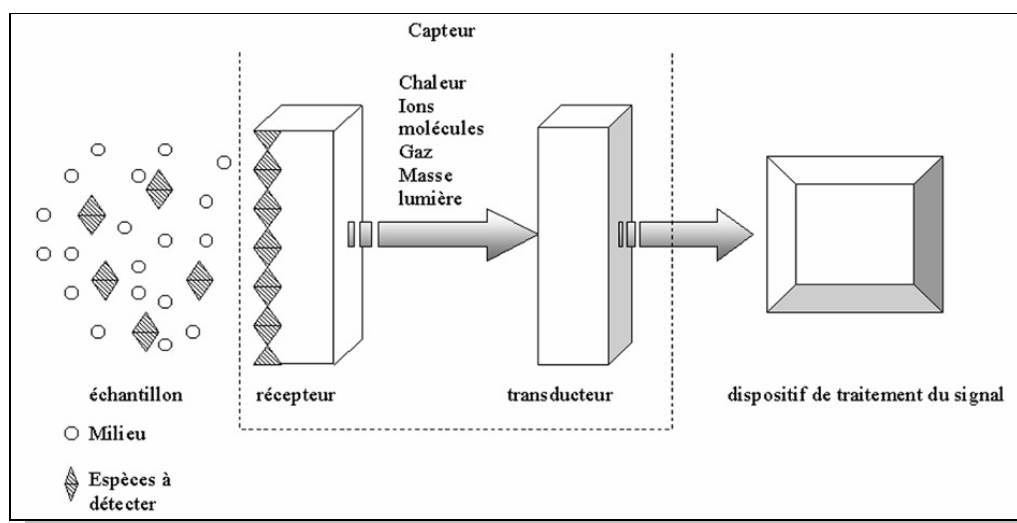 Capteur
Chaleur
Ions
molécules
Gaz
Masse
lumière
échantillon
récepteur
transducteur
dispositif de traitement du signal
Milieu
Espèces à
détecter